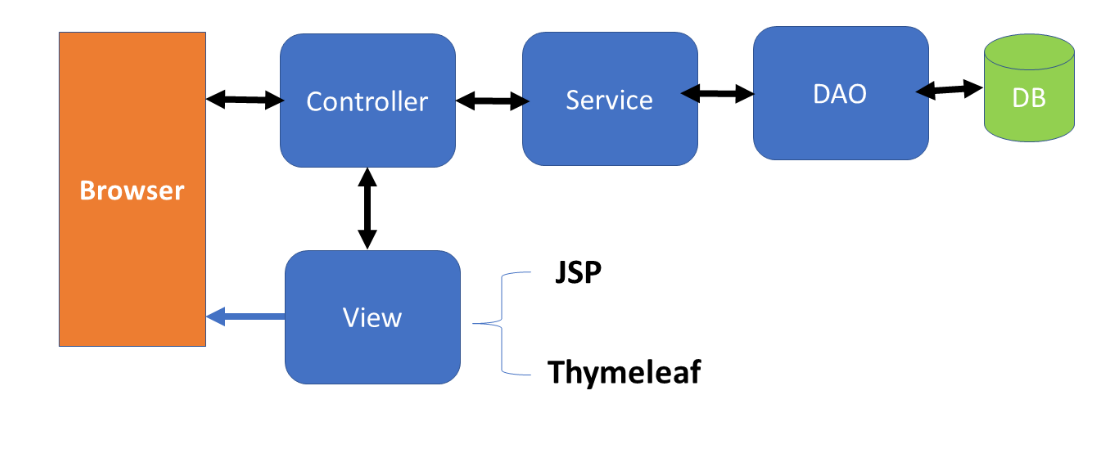 Controller
Service
DAO
DB
Browser
View
JSP
Thymeleaf